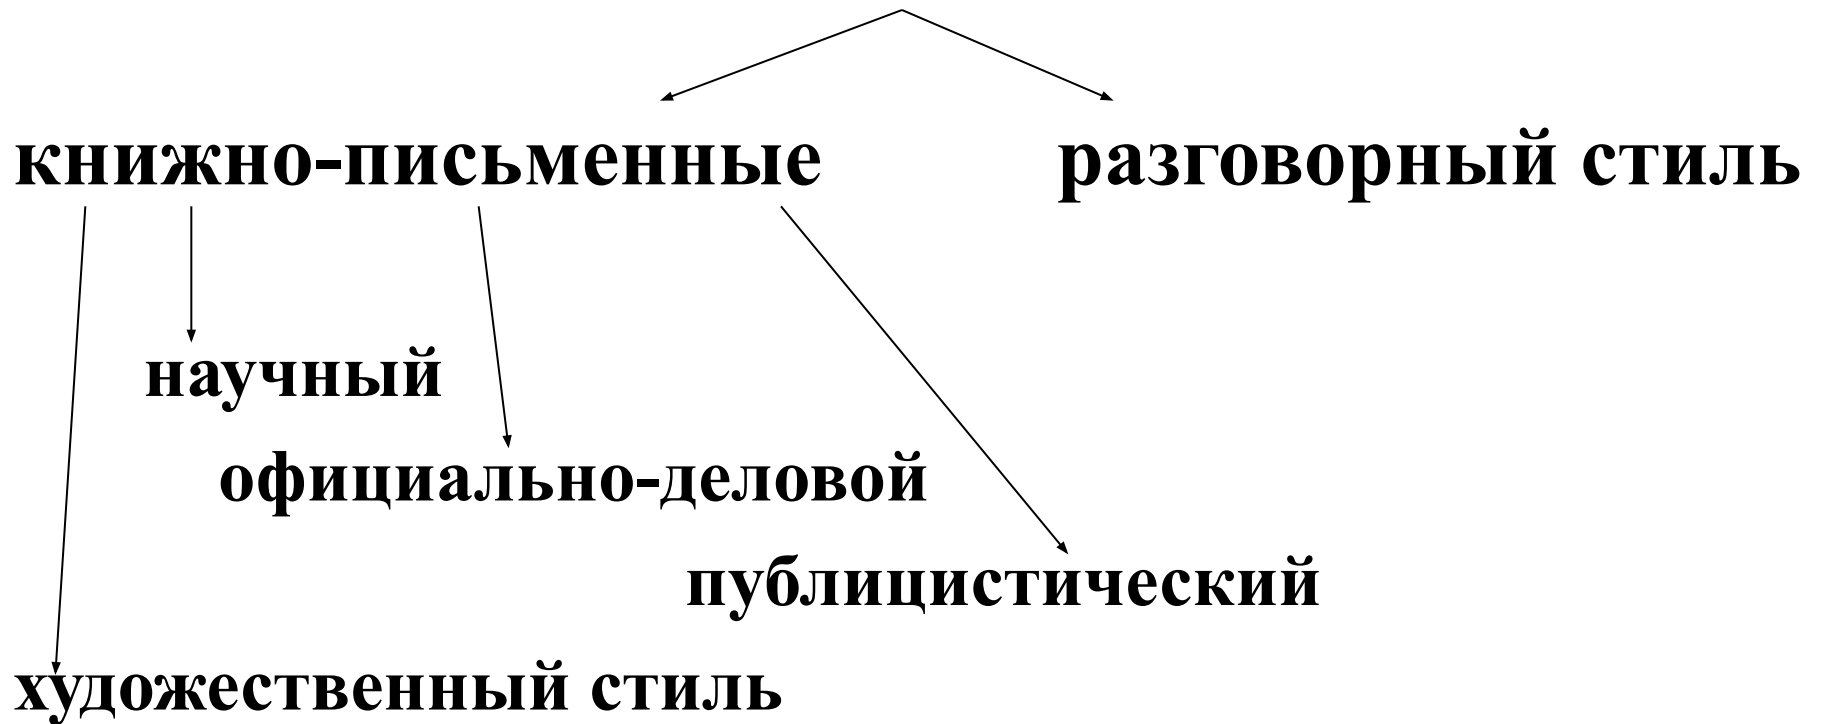 книжно-письменные разговорный стиль
научный
официально-деловой
публицистический
художественный стиль